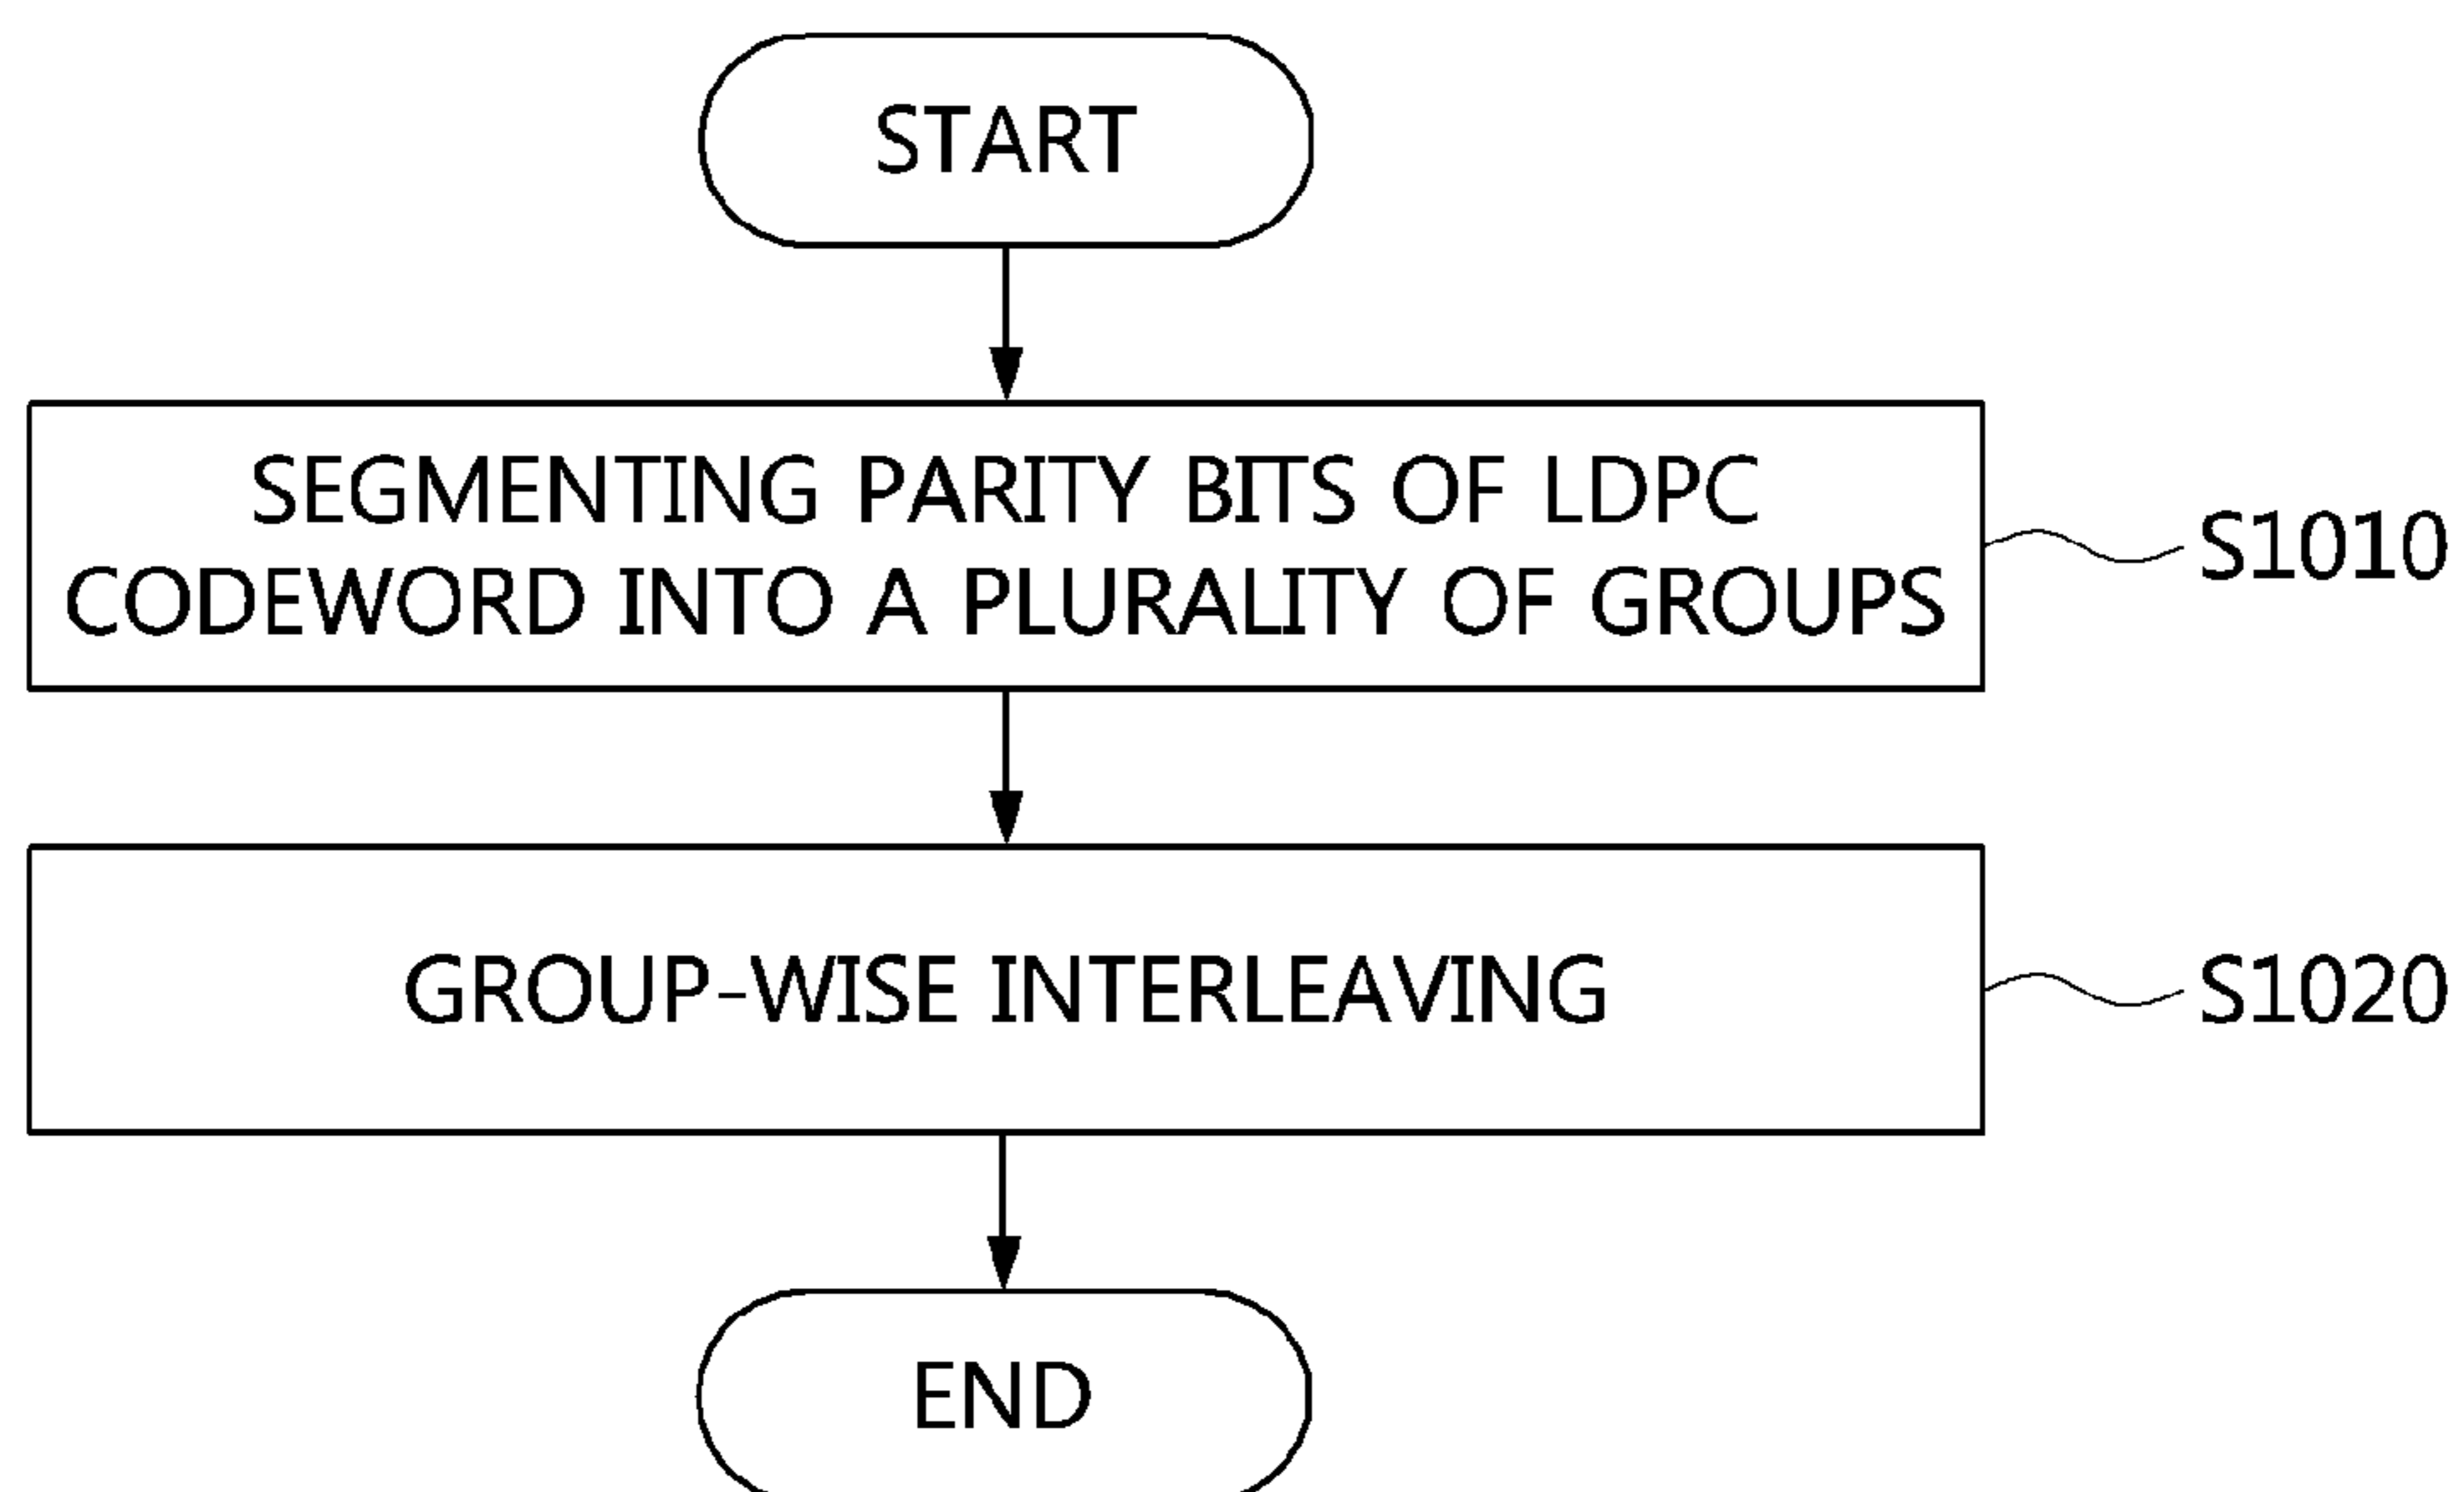 START
SEGMENTING PARITY BITS OF LDPC
CODEWORD INTO A PLURALITY OF GROUPS
S1010
GROUP-WISE INTERLEAVING
S1020
END